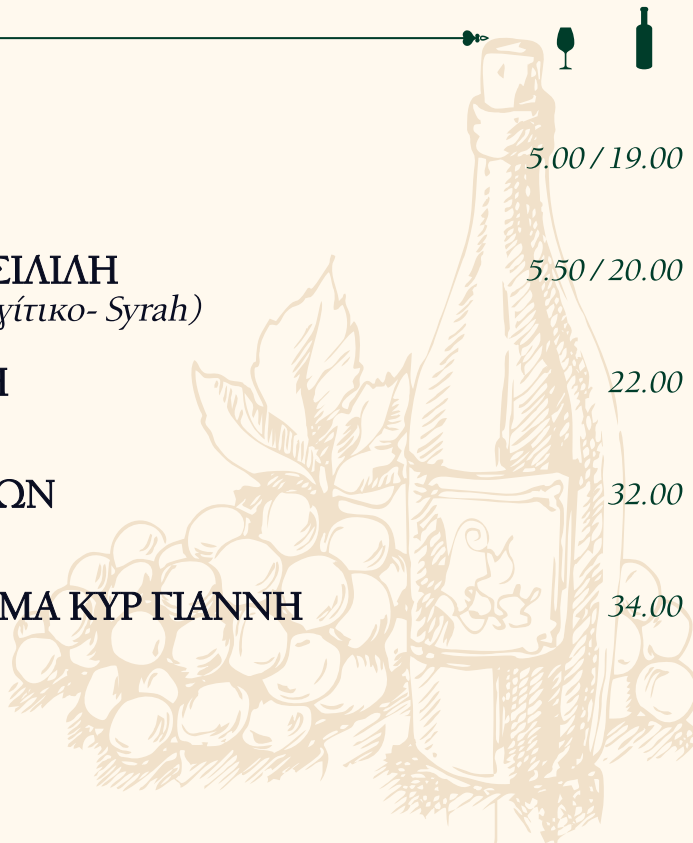 5.00 / 19.00
ΣΙΛΙΛΗ 5.50 / 20.00
γίτικο- Syrah)
Η 22.00
ΩΝ 32.00
ΜΑ ΚΥΡ ΓΙΑΝΝΗ 34.00